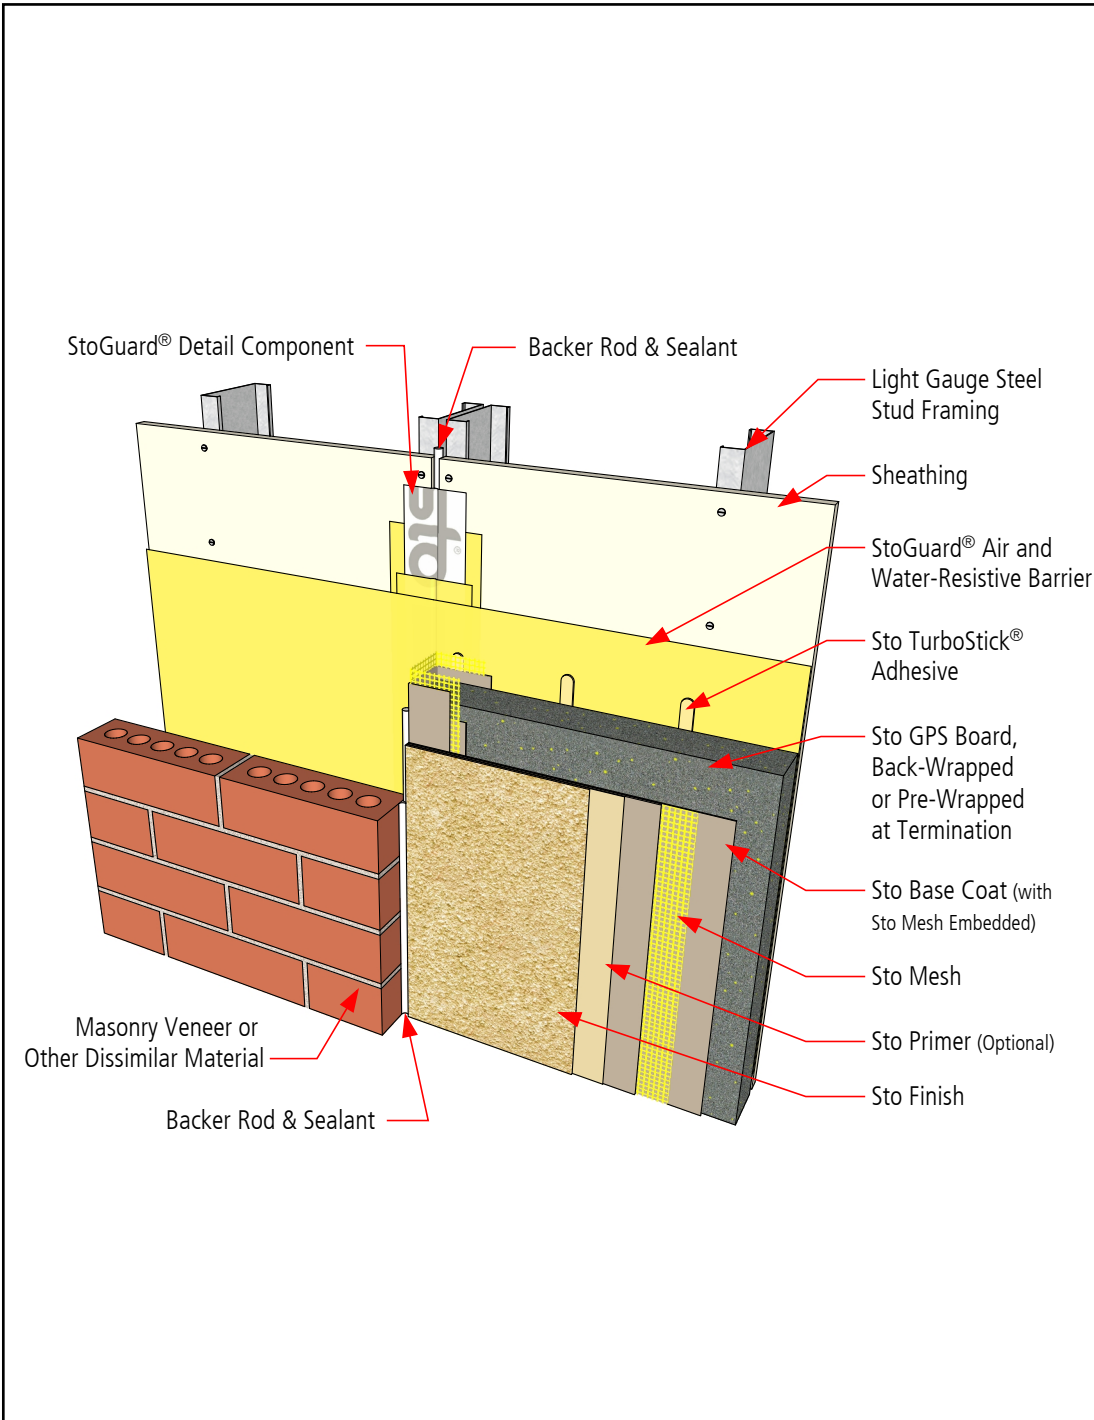 StoGuard® Detail Component
Backer Rod & Sealant
Light Gauge Steel
Stud Framing
Sheathing
StoGuard® Air and
Water-Resistive Barrier
Sto TurboStick®
Adhesive
Sto GPS Board,
Back-Wrapped
or Pre-Wrapped
at Termination
Sto Base Coat (with
Sto Mesh Embedded)
Sto Mesh
Sto Primer (Optional)
Sto Finish
Masonry Veneer or
Other Dissimilar Material
Backer Rod & Sealant
sto®